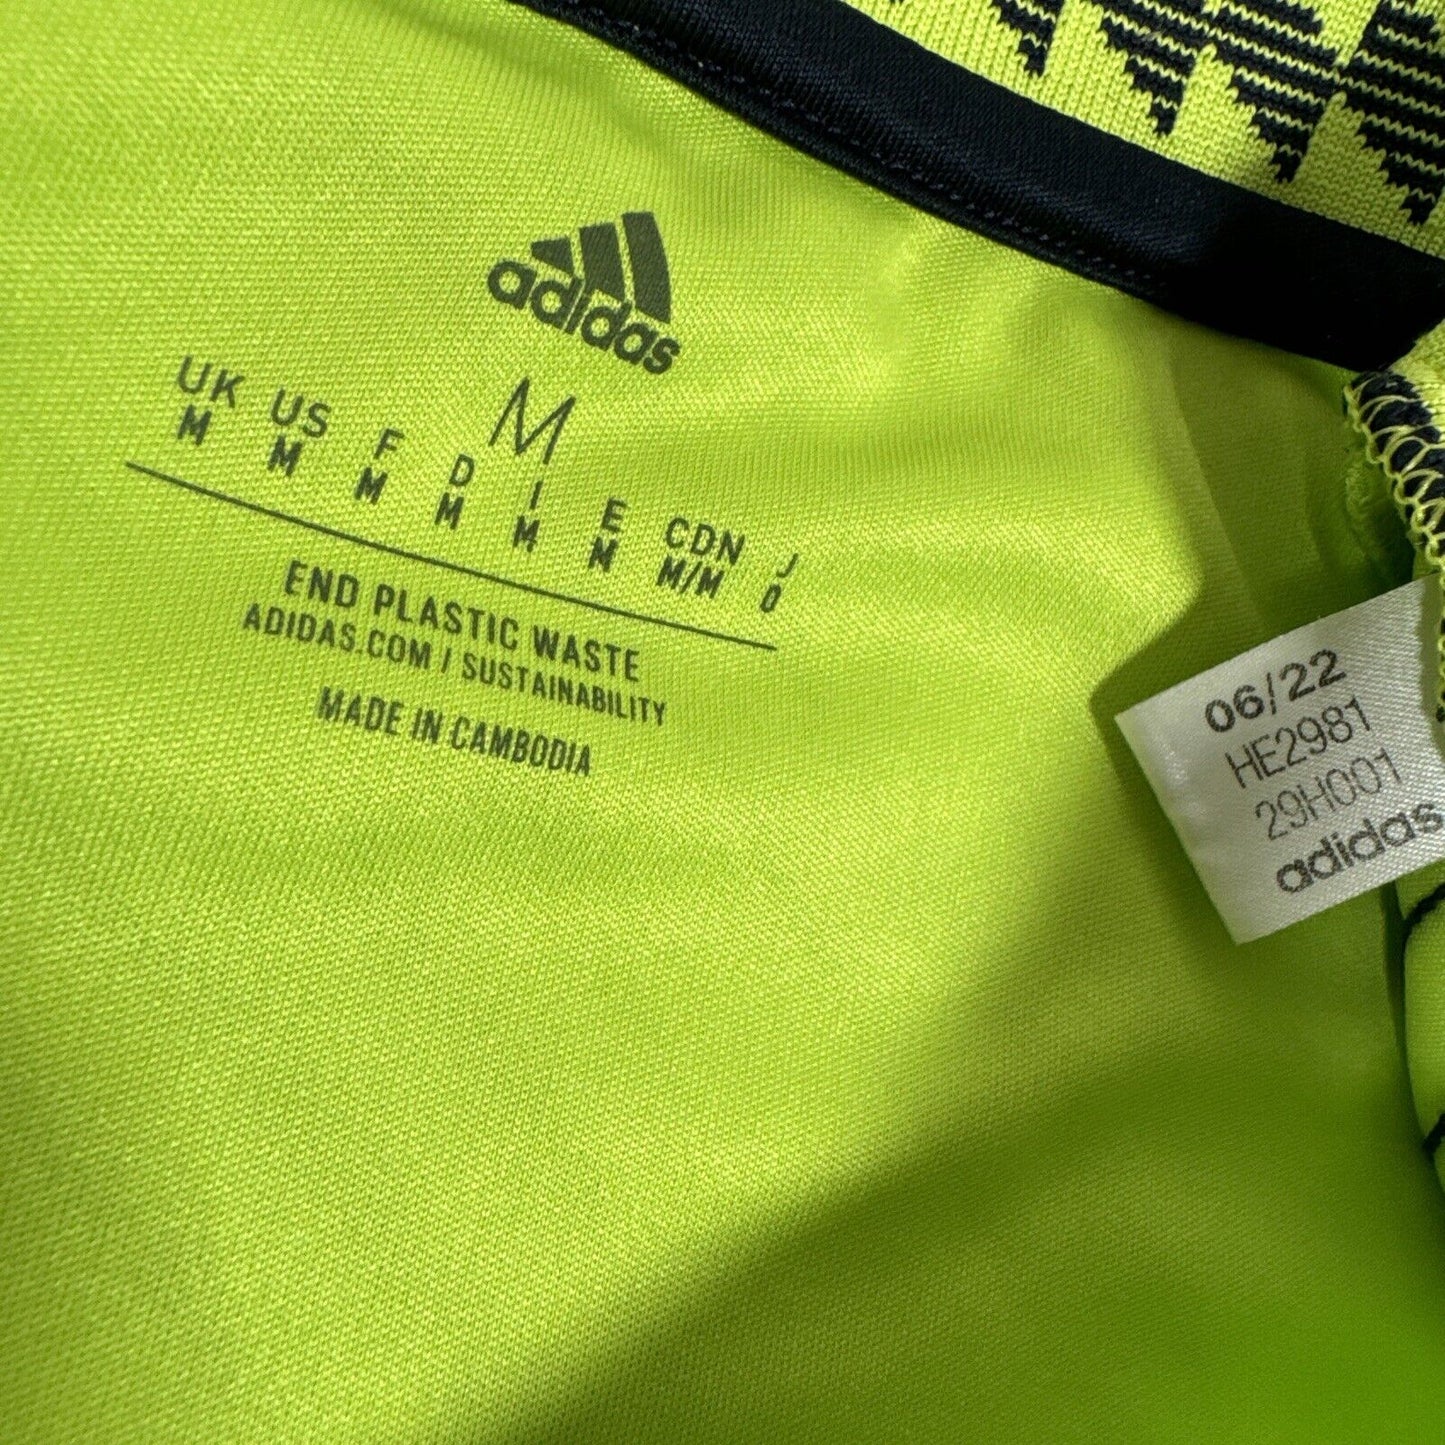 adidas
M
UK US F D I E CDN J
M M M M M M M/M O
END PLASTIC WASTE
ADIDAS.COM / SUSTAINABILITY
MADE IN CAMBODIA
06/22
HE2981
29H001
adidas